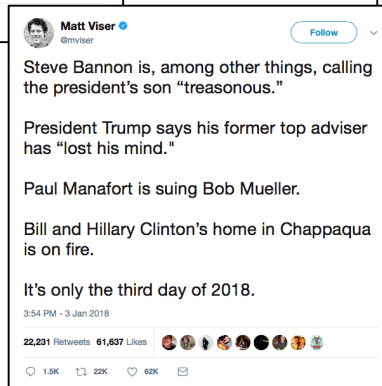 Matt Viser
@mviser
Follow
Steve Bannon is, among other things, calling
the president's son “treasonous.”
President Trump says his former top adviser
has “lost his mind."
Paul Manafort is suing Bob Mueller.
Bill and Hillary Clinton's home in Chappaqua
is on fire.
It's only the third day of 2018.
3:54 PM - 3 Jan 2018
22,231 Retweets 61,637 Likes
1.5K 22K 62K